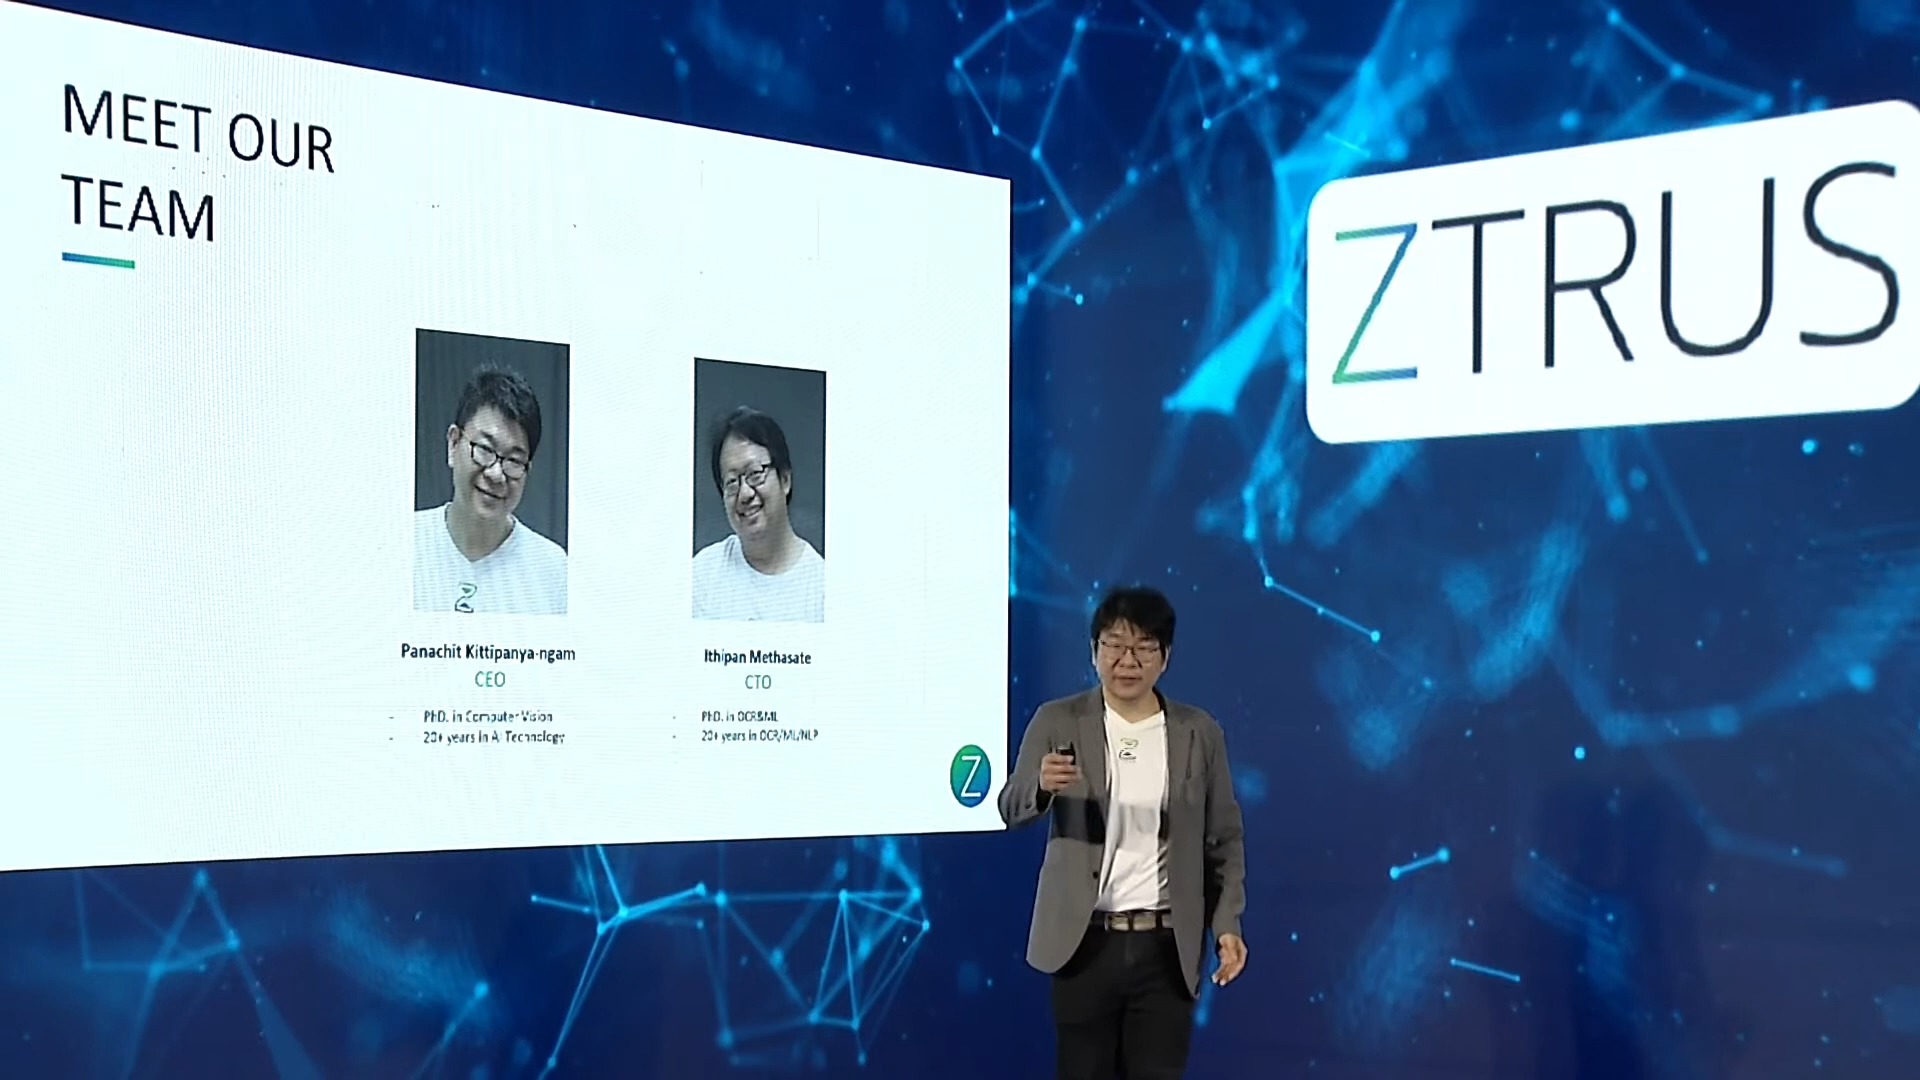 MEET OUR
TEAM
ZTRUS
Panachit Kittipanya-ngam
CEO
- PhD. in Computer Vision
- 20+ years in AI Technology
Ithipan Methasate
CTO
- PhD. in OCR&ML
- 20+ years in OCR/ML/NLP
Z